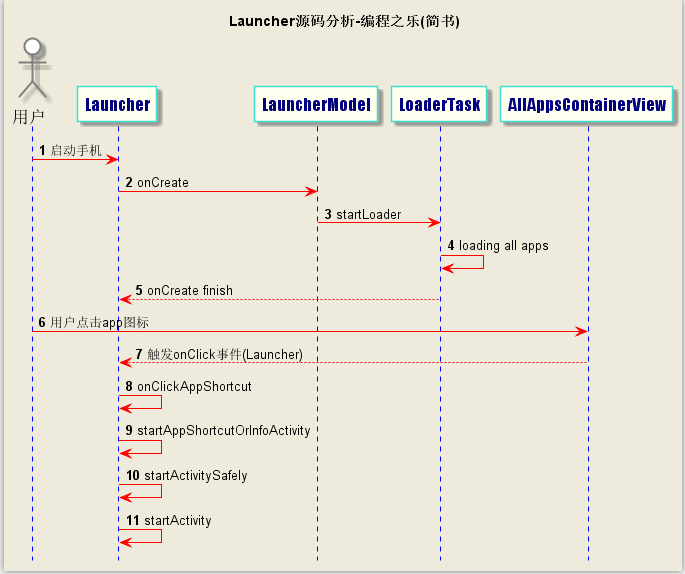 Launcher源码分析-编程之乐(简书)
用户
Launcher
LauncherModel
LoaderTask
AllAppsContainerView
1 启动手机
2 onCreate
3 startLoader
4 loading all apps
5 onCreate finish
6 用户点击app图标
7 触发onClick事件(Launcher)
8 onClickAppShortcut
9 startAppShortcutOrInfoActivity
10 startActivitySafely
11 startActivity